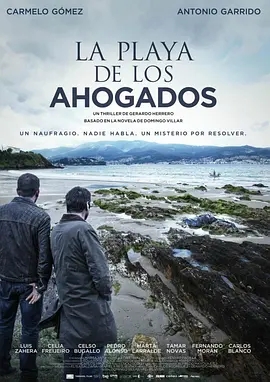 CARMELO GÓMEZ ANTONIO GARRIDO
LA PLAYA
DE LOS
AHOGADOS
UN THRILLER DE GERARDO HERRERO
BASADO EN LA NOVELA DE DOMINGO VILLAR
UN NAUFRAGIO. NADIE HABLA. UN MISTERIO POR RESOLVER.
LUIS ZAHERA
CELIA FREIJEIRO
CELSO BUGALLO
PEDRO ALONSO
MARTA LARRALDE
TAMAR NOVAS
FERNANDO MORÁN
CARLOS BLANCO